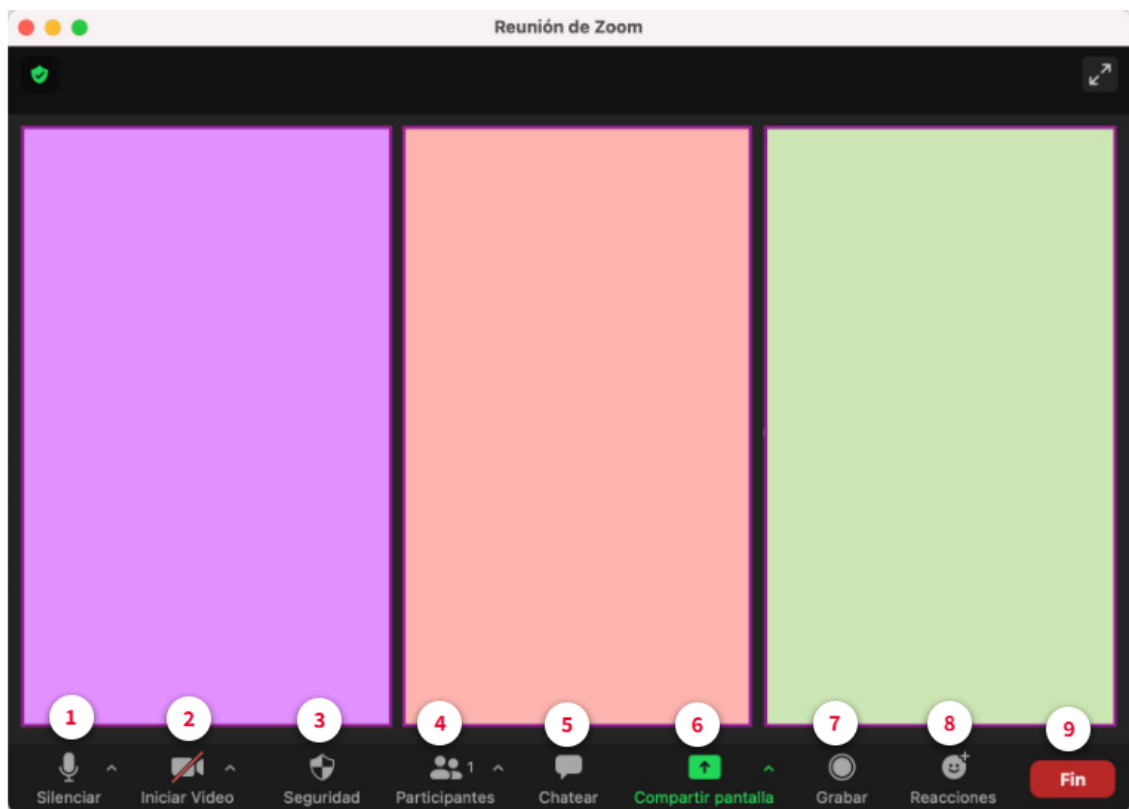 Reunión de Zoom
1 2 3 4 5 6 7 8 9
1
Silenciar Iniciar Video Seguridad Participantes Chatear Compartir pantalla Grabar Reacciones Fin